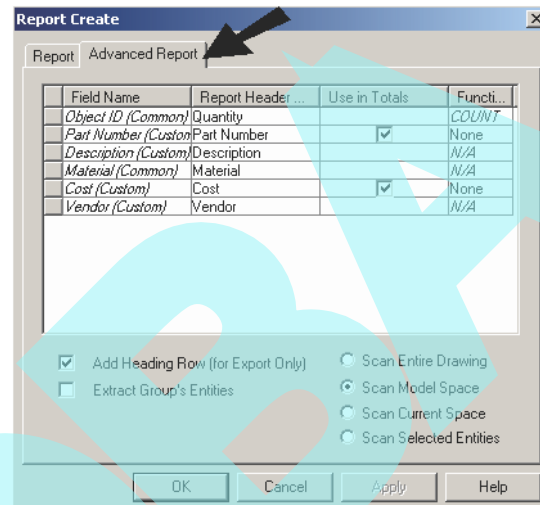 Report Create
Report Advanced Report
Field Name Report Header ... Use in Totals Functi...
Object ID (Common) Quantity COUNT
Part Number (Custom Part Number None
Description (Custom) Description N/A
Material (Common) Material N/A
Cost (Custom) Cost None
Vendor (Custom) Vendor N/A
Add Heading Row (for Export Only) Scan Entire Drawing
Extract Group's Entities Scan Model Space
Scan Current Space
Scan Selected Entities
OK Cancel Apply Help